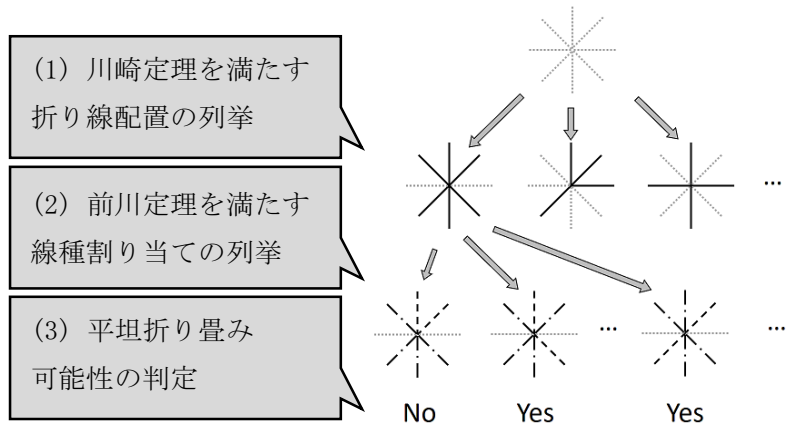 (1) 川崎定理を満たす
折り線配置の列挙
(2) 前川定理を満たす
線種割り当ての列挙
(3) 平坦折り畳み
可能性の判定
...
...
...
No Yes Yes